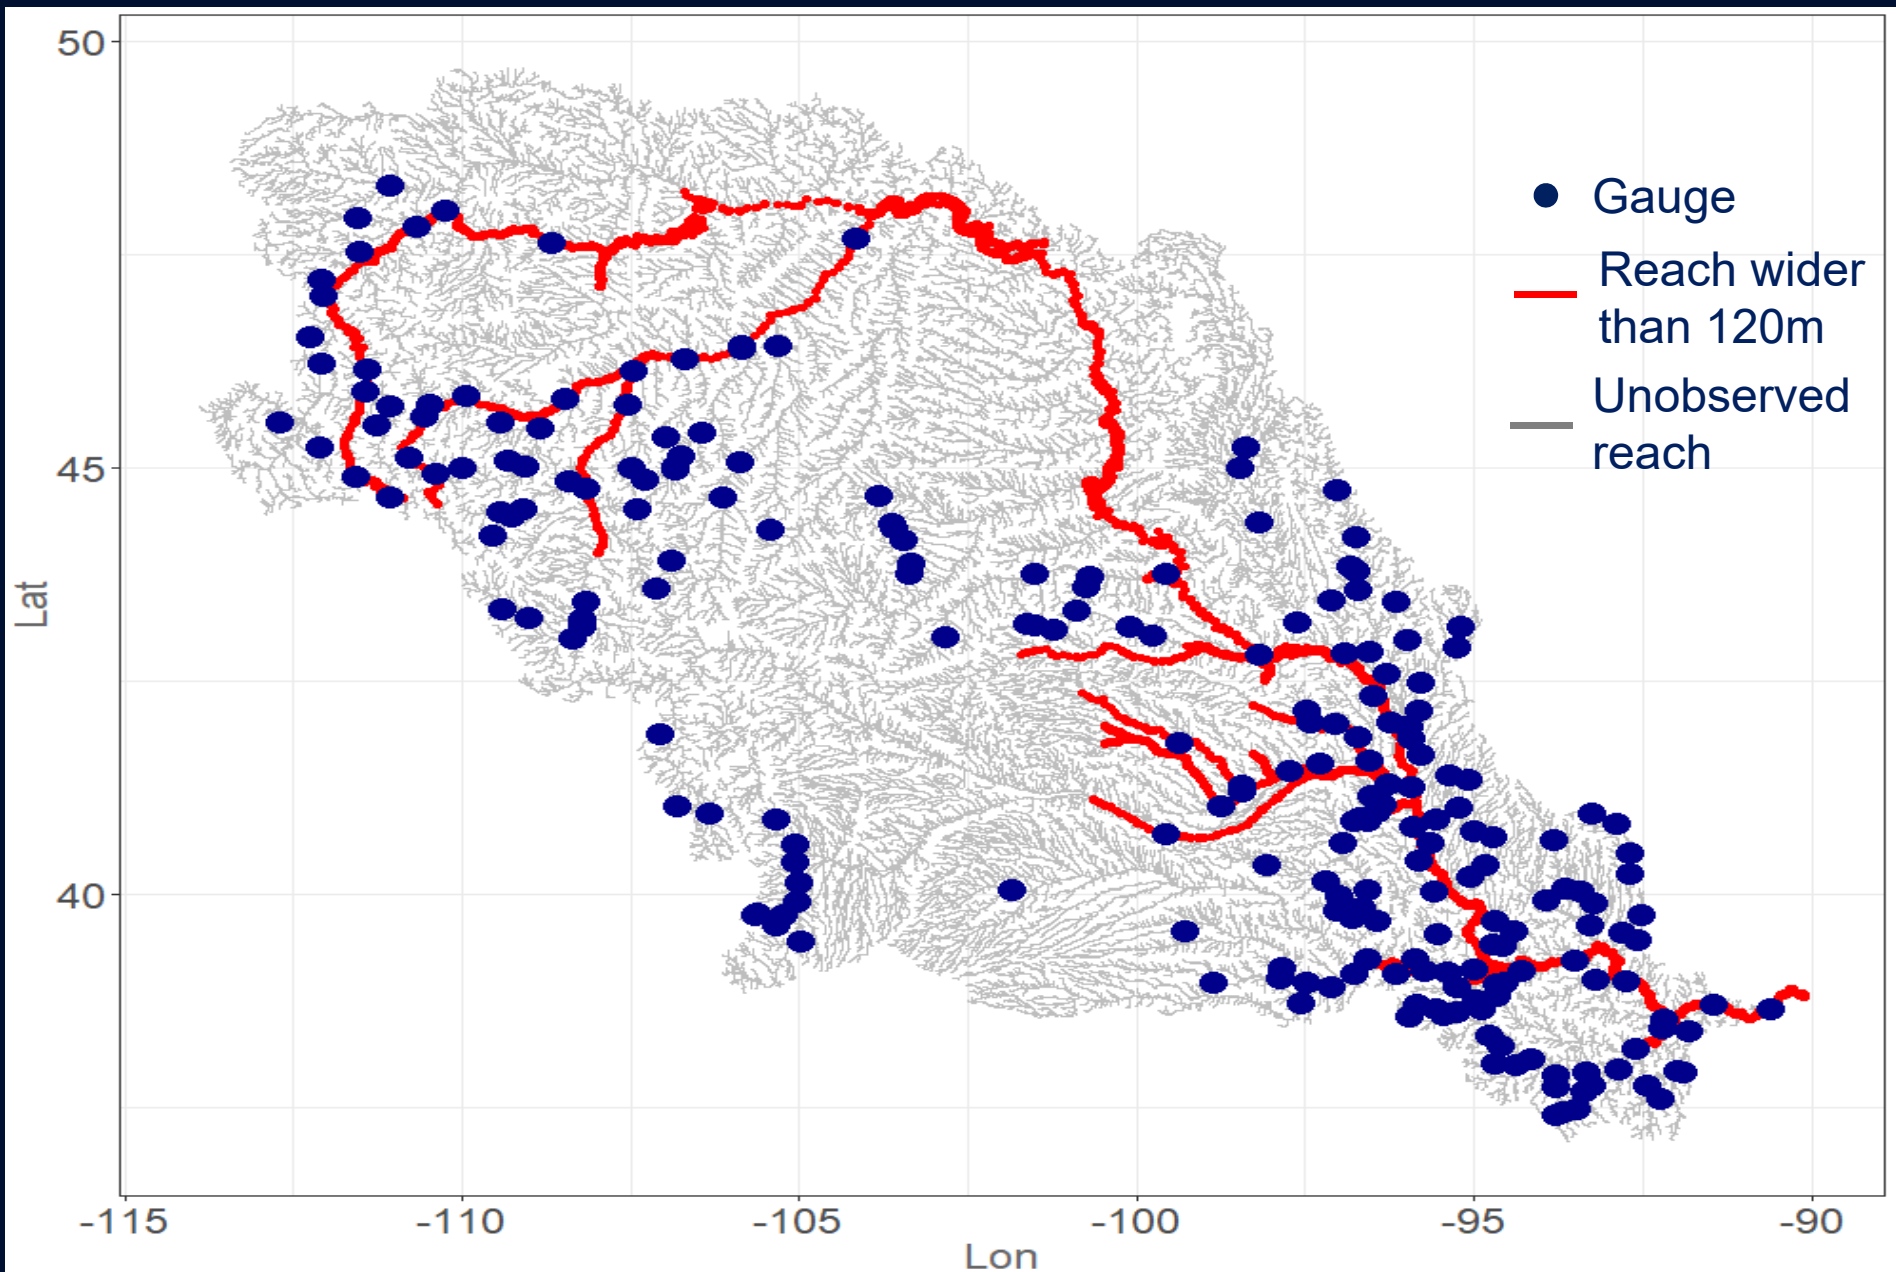 50
45
40
Lat
-115
-110
-105
-100
-95
-90
Lon
Gauge
Reach wider
than 120m
Unobserved
reach